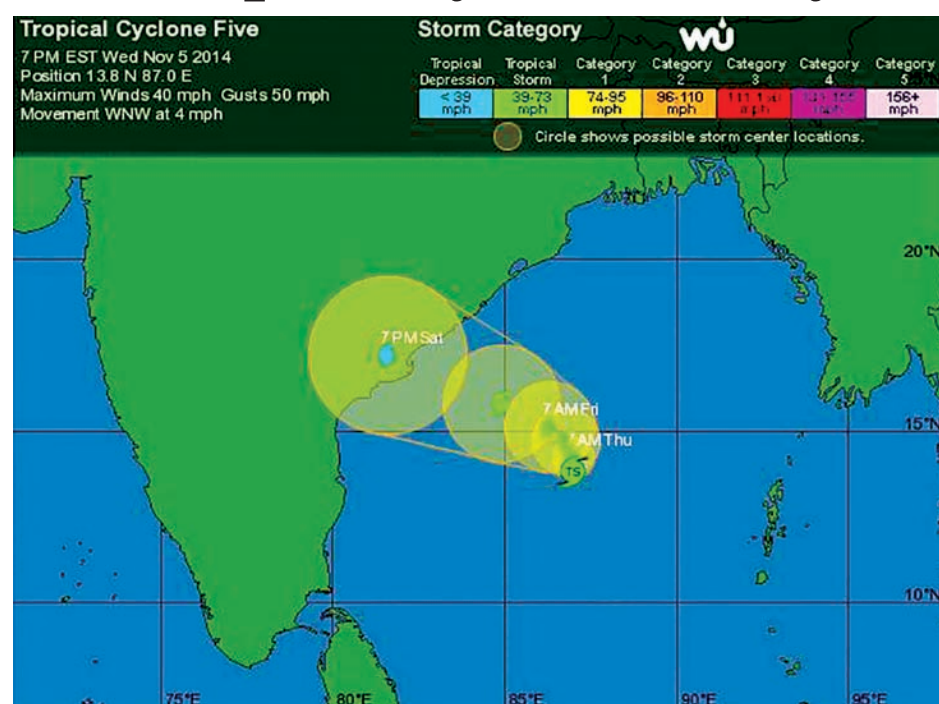 Tropical Cyclone Five
7 PM EST Wed Nov 5 2014
Position 13.8 N 87.0 E
Maximum Winds 40 mph Gusts 50 mph
Movement WNW at 4 mph
Storm Category
wu
Tropical Depression
Tropical Storm
Category 1
Category 2
Category 3
Category 4
Category 5
< 39 mph
39-73 mph
74-95 mph
96-110 mph
mph
mph
156+ mph
Circle shows possible storm center locations.
20°N
7 PM Sat
7 AM Fri
15°N
AM Thu
TS
10°N
75°E
80°E
85°E
90°E
95°E